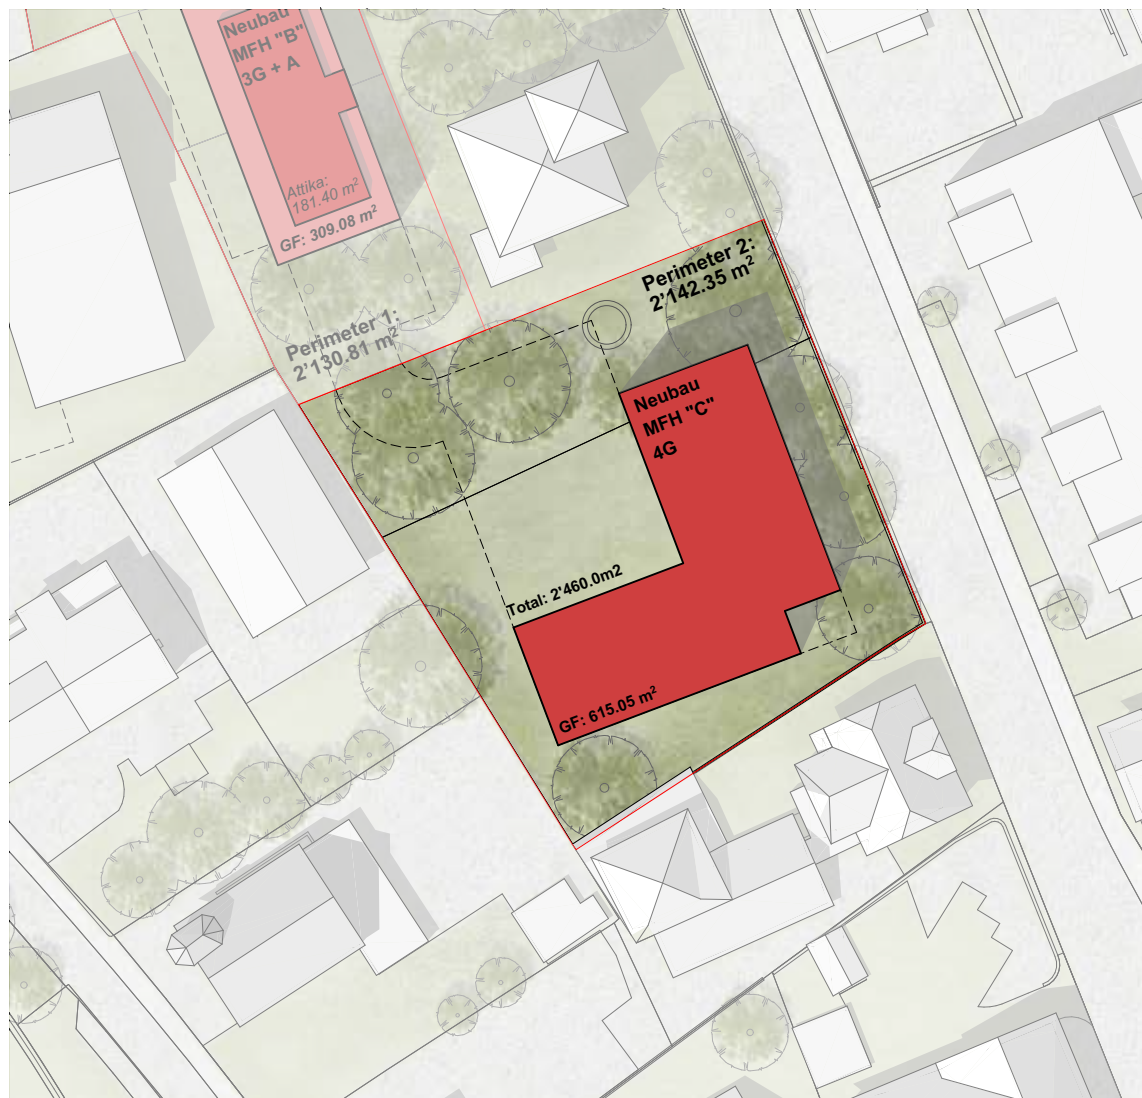 Neubau
MFH "B"
3G + A
Attika:
181.40 m²
GF: 309.08 m²
Perimeter 1:
2'130.81 m²
Perimeter 2:
2'142.35 m²
Neubau
MFH "C"
4G
Total: 2'460.0m2
GF: 615.05 m²